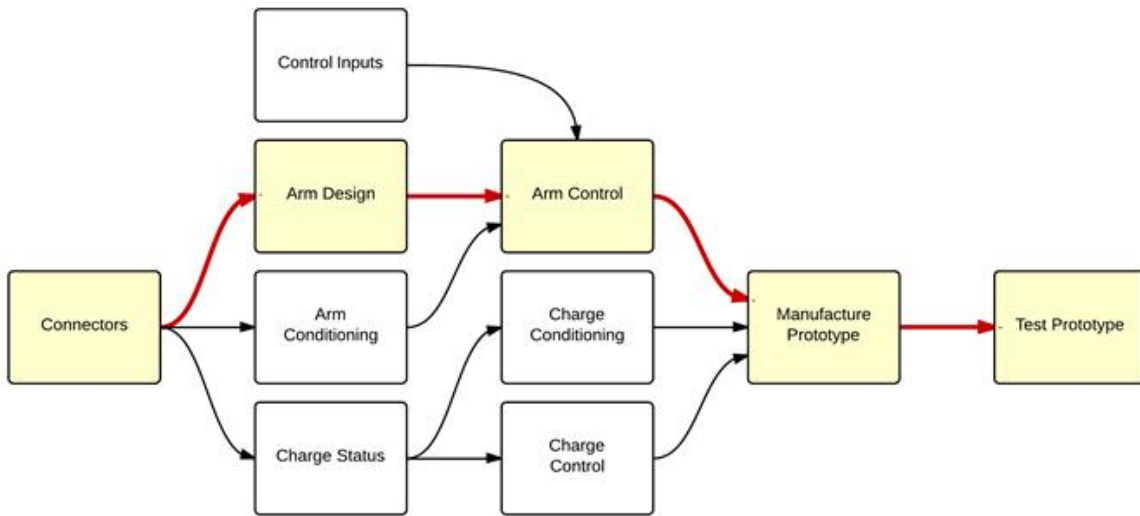 Control Inputs
Arm Design
Arm Control
Connectors
Arm
Conditioning
Charge
Conditioning
Manufacture
Prototype
Test Prototype
Charge Status
Charge
Control